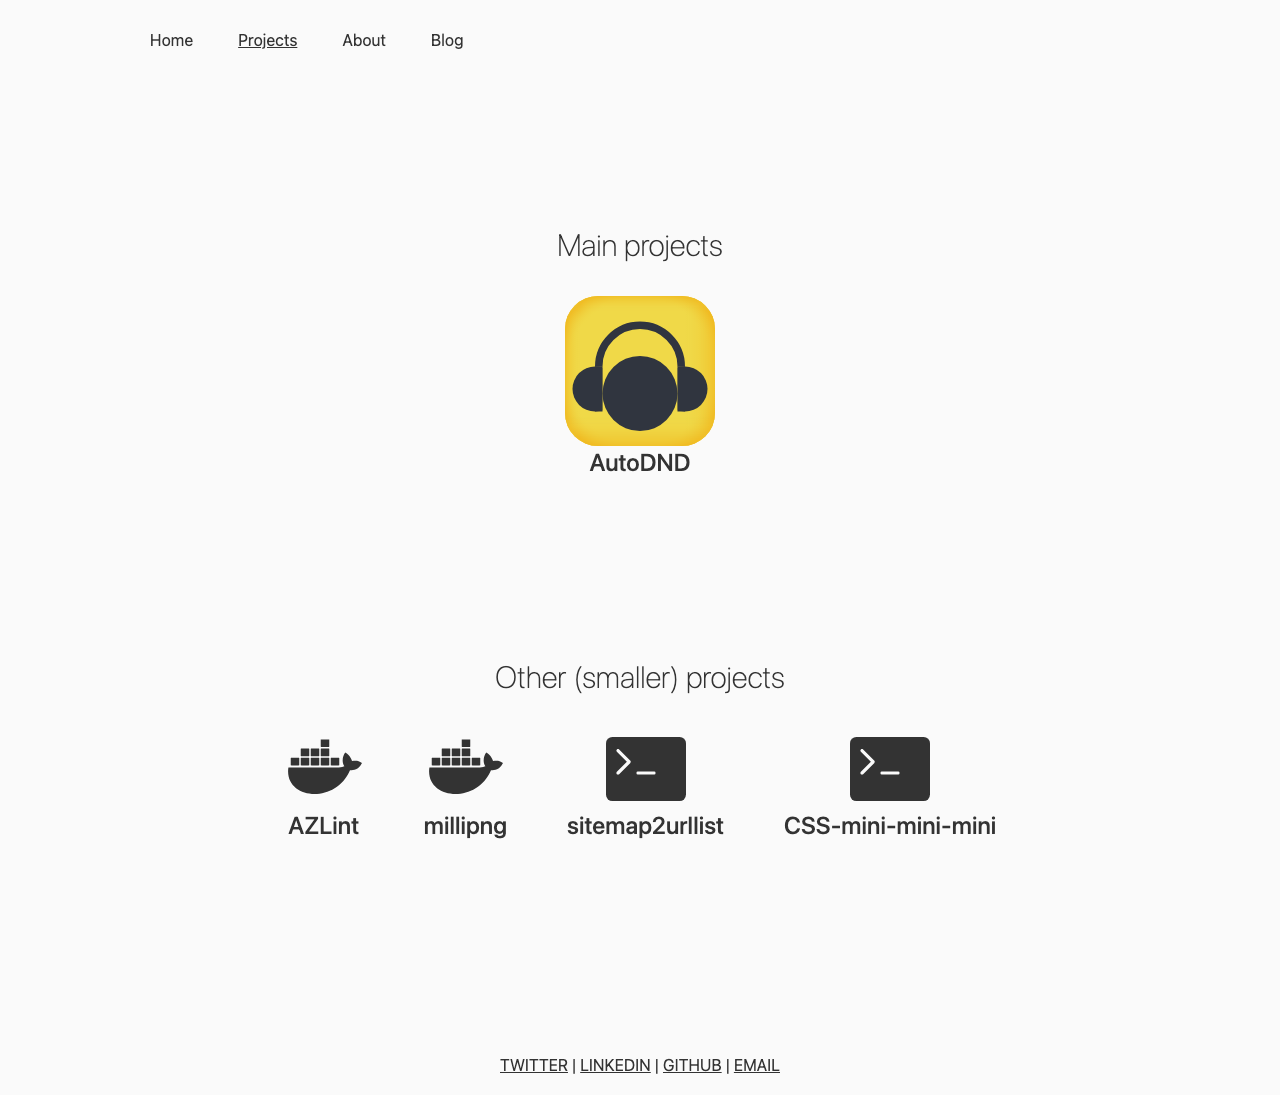 Home Projects About Blog
Main projects
AutoDND
Other (smaller) projects
AZLint millipng sitemap2urllist CSS-mini-mini-mini
TWITTER | LINKEDIN | GITHUB | EMAIL